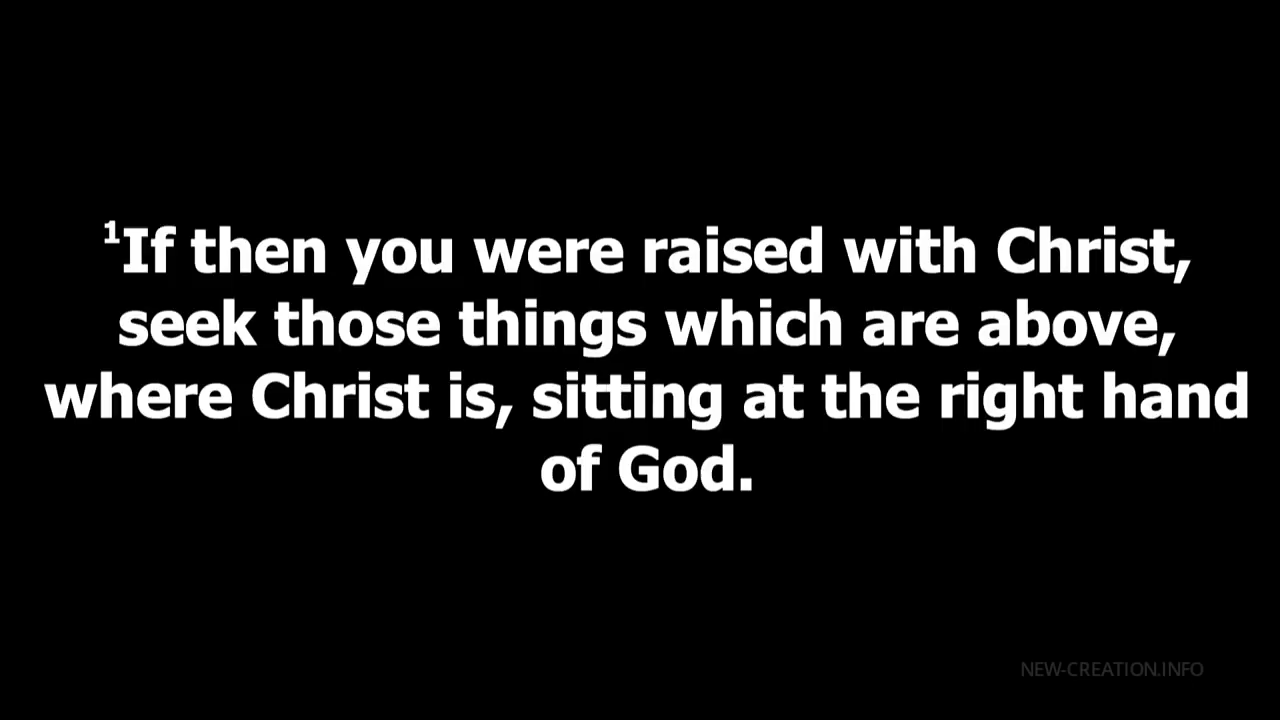 ¹If then you were raised with Christ,
seek those things which are above,
where Christ is, sitting at the right hand
of God.
NEW-CREATION.INFO